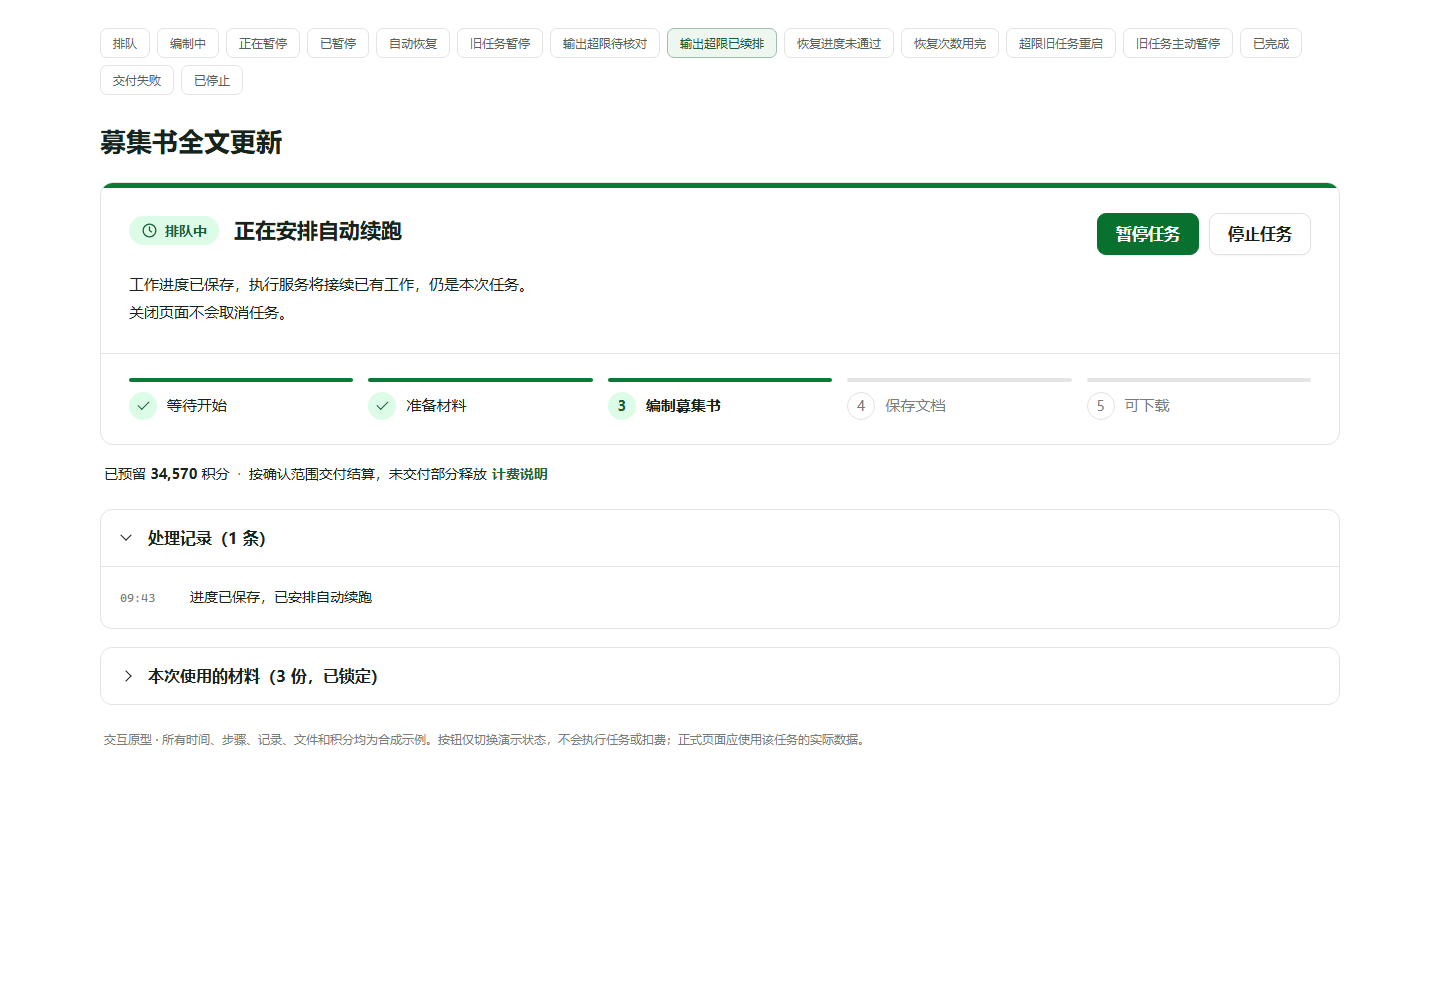 排队 编制中 正在暂停 已暂停 自动恢复 旧任务暂停 输出超限待核对 输出超限已续排 恢复进度未通过 恢复次数用完 超限旧任务重启 旧任务主动暂停 已完成
交付失败 已停止
募集书全文更新
排队中 正在安排自动续跑 暂停任务 停止任务
工作进度已保存，执行服务将接续已有工作，仍是本次任务。
关闭页面不会取消任务。
等待开始 准备材料 3 编制募集书 4 保存文档 5 可下载
已预留 34,570 积分 · 按确认范围交付结算，未交付部分释放 计费说明
处理记录（1 条）
09:43 进度已保存，已安排自动续跑
本次使用的材料（3 份，已锁定）
交互原型 · 所有时间、步骤、记录、文件和积分均为合成示例。按钮仅切换演示状态，不会执行任务或扣费；正式页面应使用该任务的实际数据。